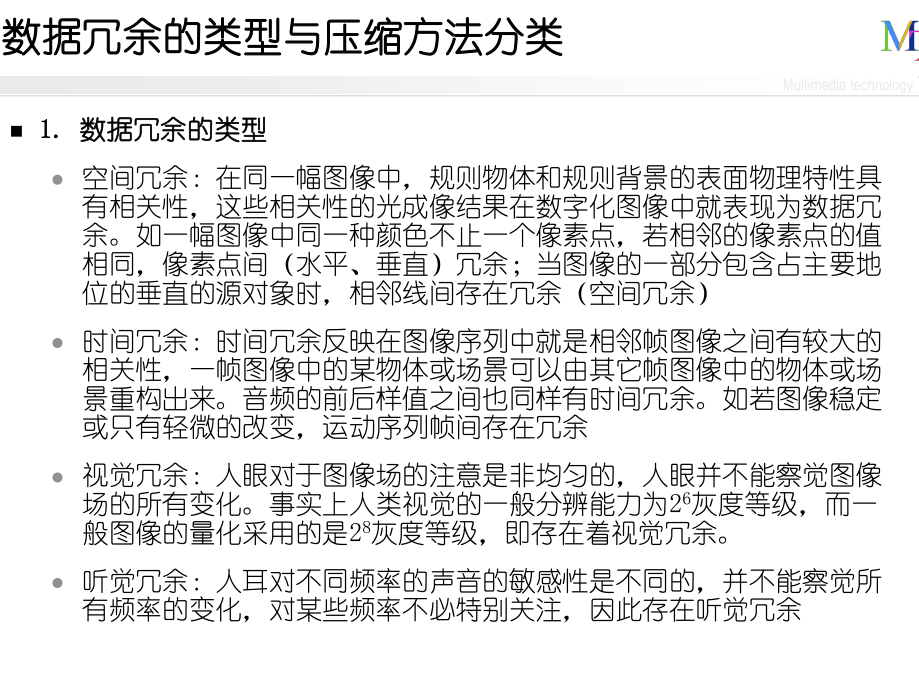 数据冗余的类型与压缩方法分类
Multimedia technology
1. 数据冗余的类型
空间冗余：在同一幅图像中，规则物体和规则背景的表面物理特性具
有相关性，这些相关性的光成像结果在数字化图像中就表现为数据冗
余。如一幅图像中同一种颜色不止一个像素点，若相邻的像素点的值
相同，像素点间（水平、垂直）冗余；当图像的一部分包含占主要地
位的垂直的源对象时，相邻线间存在冗余（空间冗余）
时间冗余：时间冗余反映在图像序列中就是相邻帧图像之间有较大的
相关性，一帧图像中的某物体或场景可以由其它帧图像中的物体或场
景重构出来。音频的前后样值之间也同样有时间冗余。如若图像稳定
或只有轻微的改变，运动序列帧间存在冗余
视觉冗余：人眼对于图像场的注意是非均匀的，人眼并不能察觉图像
场的所有变化。事实上人类视觉的一般分辨能力为2⁶灰度等级，而一
般图像的量化采用的是2⁸灰度等级，即存在着视觉冗余。
听觉冗余：人耳对不同频率的声音的敏感性是不同的，并不能察觉所
有频率的变化，对某些频率不必特别关注，因此存在听觉冗余